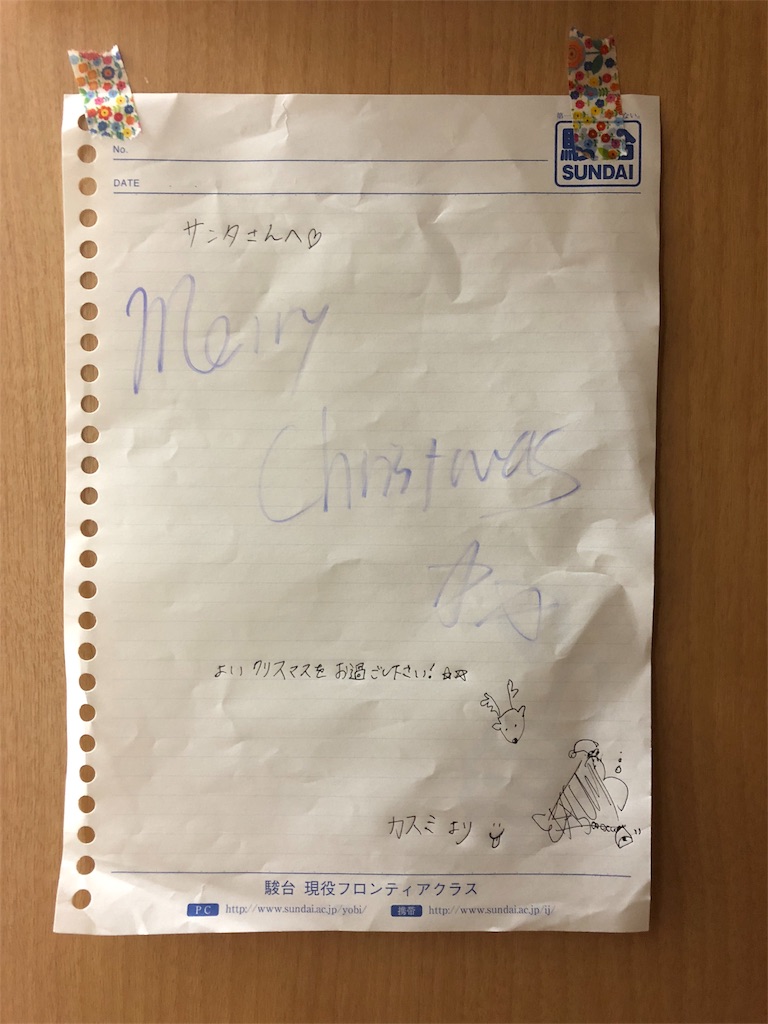 No.
SUNDAI
DATE
サンタさんへ♡
Merry
Christmas
よいクリスマスをお過ごし下さい!☆☆
カスミより
駿台 現役フロンティアクラス
PC http://www.sundai.ac.jp/yobi/ 携帯 http://www.sundai.ac.jp/ij/